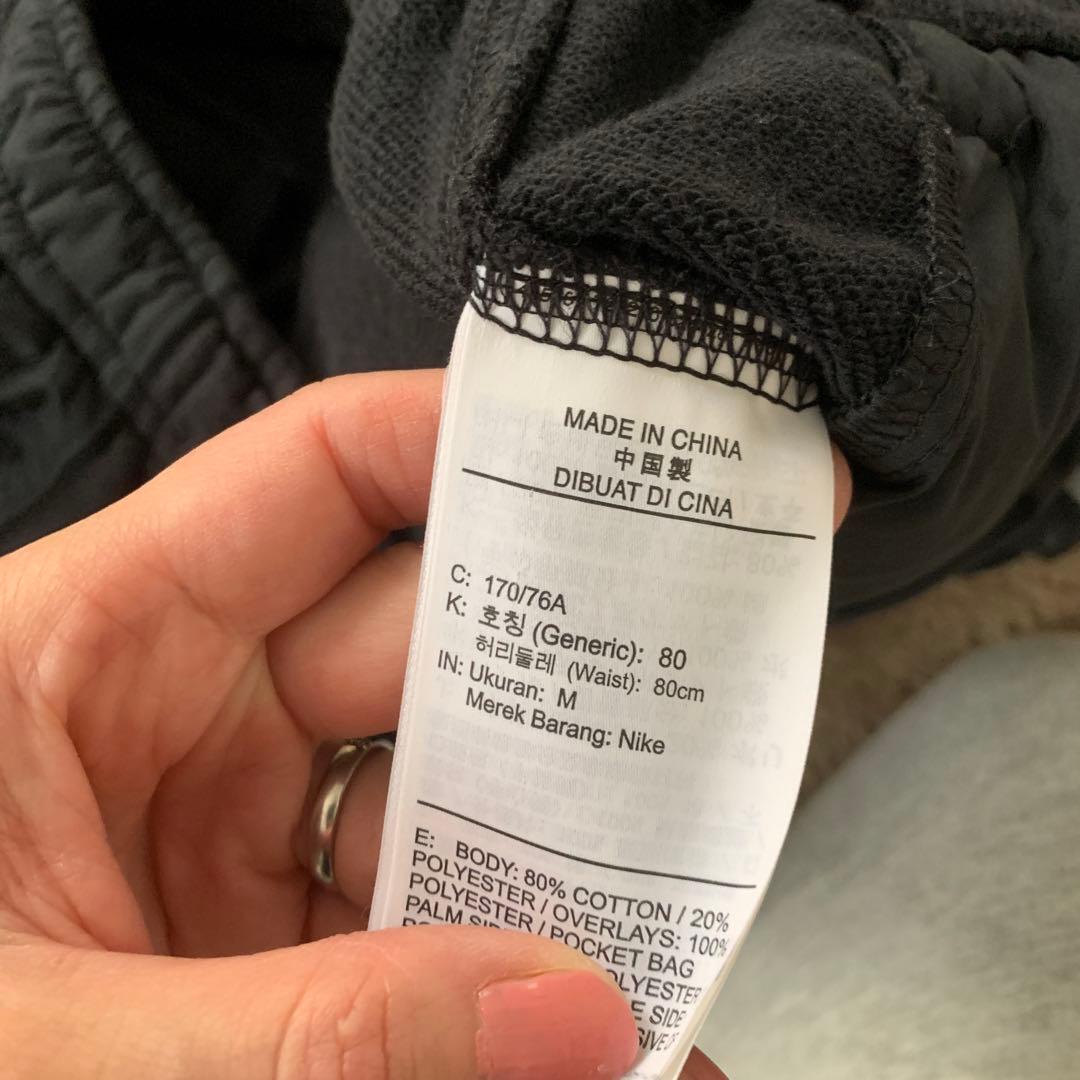 MADE IN CHINA
中国製
DIBUAT DI CINA
C: 170/76A
K: 호칭 (Generic): 80
허리둘레 (Waist): 80cm
IN: Ukuran: M
Merek Barang: Nike
E: BODY: 80% COTTON / 20%
POLYESTER / OVERLAYS: 100%
POLYESTER / POCKET BAG
PALM SIDE
SIDE